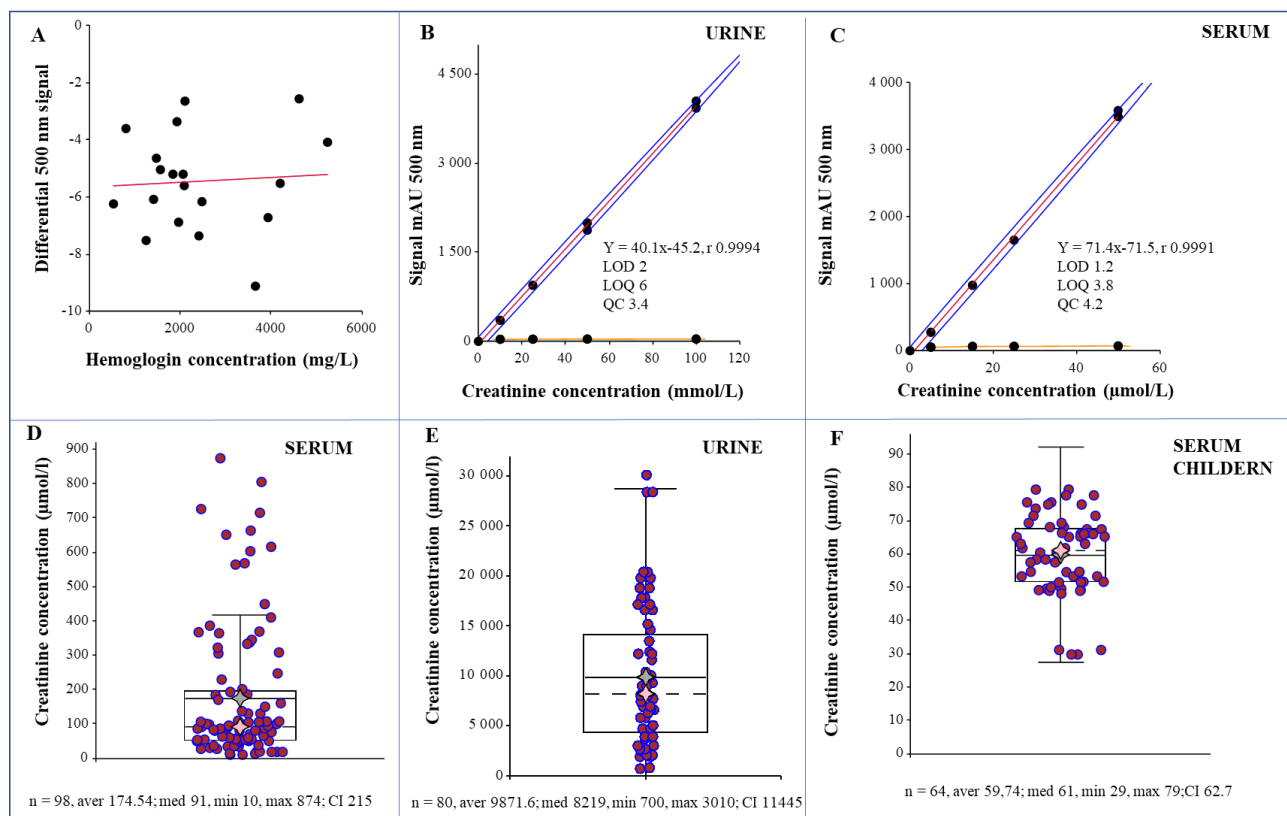 A
0
-2
-4
-6
-8
-10
Differential 500 nm signal
0
2000
4000
6000
Hemoglogin concentration (mg/L)
B
URINE
4 500
3 000
1 500
0
Signal mAU 500 nm
Y = 40.1x-45.2, r 0.9994
LOD 2
LOQ 6
QC 3.4
0
20
40
60
80
100
120
Creatinine concentration (mmol/L)
C
SERUM
4 000
3 000
2 000
1 000
0
Signal mAU 500 nm
Y = 71.4x-71.5, r 0.9991
LOD 1.2
LOQ 3.8
QC 4.2
0
20
40
60
Creatinine concentration (µmol/L)
D
SERUM
900
800
700
600
500
400
300
200
100
0
Creatinine concentration (µmol/l)
n = 98, aver 174.54; med 91, min 10, max 874; CI 215
E
URINE
30 000
25 000
20 000
15 000
10 000
5 000
0
Creatinine concentration (µmol/l)
n = 80, aver 9871.6; med 8219, min 700, max 3010; CI 11445
F
SERUM
CHILDERN
90
80
70
60
50
40
30
20
10
0
Creatinine concentration (µmol/l)
n = 64, aver 59,74; med 61, min 29, max 79;CI 62.7